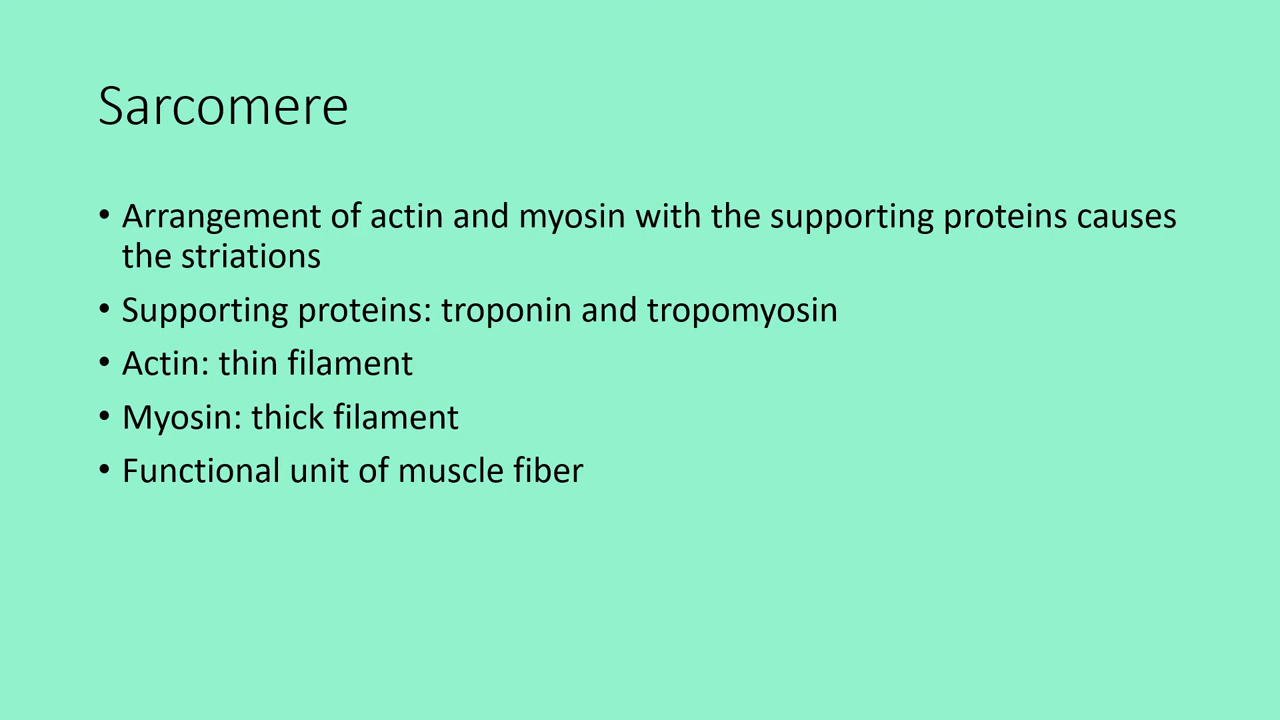 Sarcomere
• Arrangement of actin and myosin with the supporting proteins causes
the striations
• Supporting proteins: troponin and tropomyosin
• Actin: thin filament
• Myosin: thick filament
• Functional unit of muscle fiber